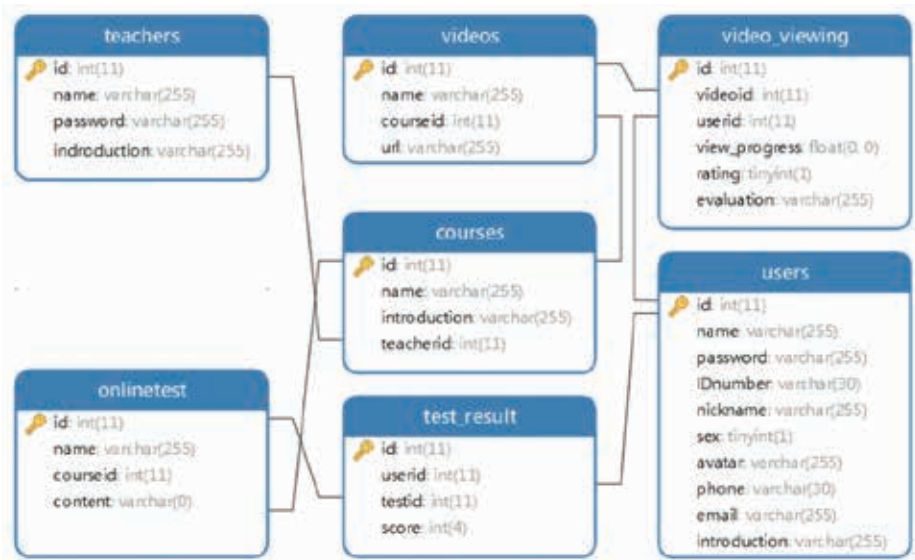 teachers
id: int(11)
name: varchar(255)
password: varchar(255)
indroduction: varchar(255)
videos
id: int(11)
name: varchar(255)
courseid: int(11)
url: varchar(255)
video_viewing
id: int(11)
videoid: int(11)
userid: int(11)
view_progress: float(0, 0)
rating: tinyint(1)
evaluation: varchar(255)
courses
id: int(11)
name: varchar(255)
introduction: varchar(255)
teacherid: int(11)
users
id: int(11)
name: varchar(255)
password: varchar(255)
IDnumber: varchar(30)
nickname: varchar(255)
sex: tinyint(1)
avatar: varchar(255)
phone: varchar(30)
email: varchar(255)
introduction: varchar(255)
onlinetest
id: int(11)
name: varchar(255)
courseid: int(11)
content: varchar(0)
test_result
id: int(11)
userid: int(11)
testid: int(11)
score: int(4)